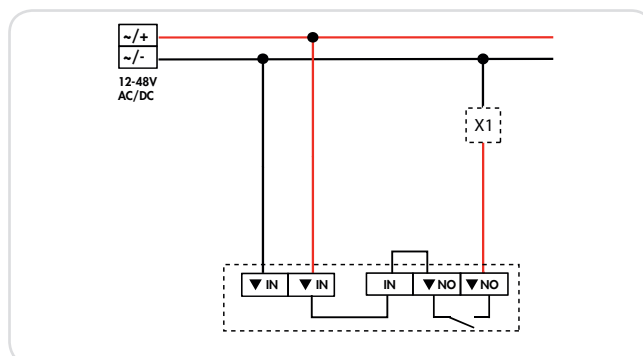 ~/+
~/-
12-48V
AC/DC
X1
▼ IN ▼ IN IN ▼ NO ▼ NO